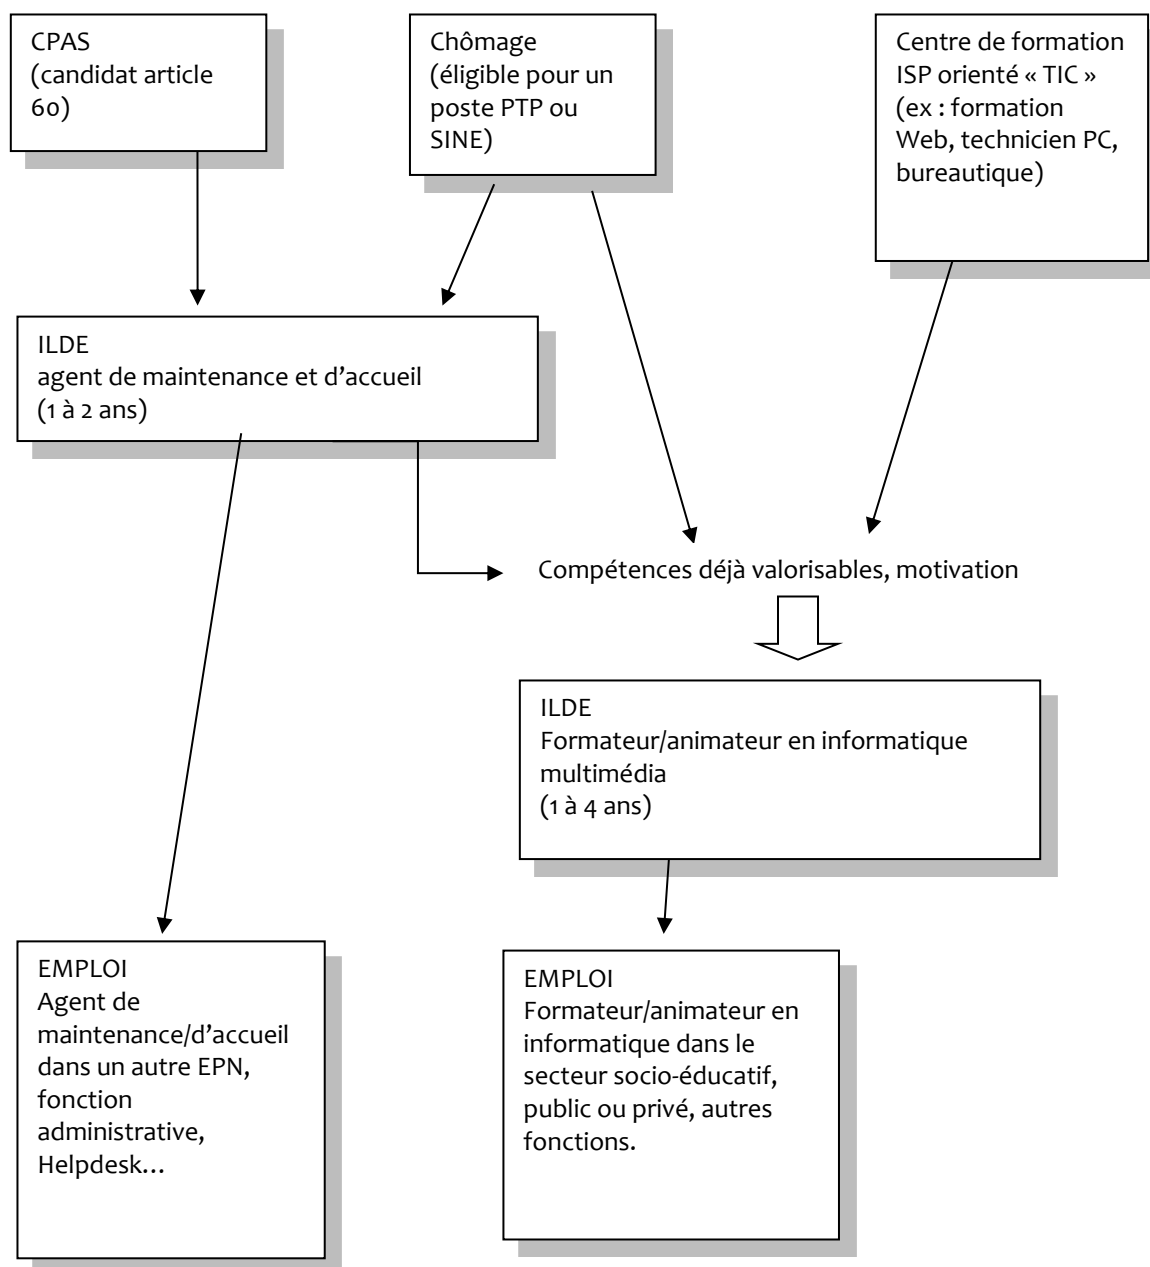 CPAS
(candidat article
60)
Chômage
(éligible pour un
poste PTP ou
SINE)
Centre de formation
ISP orienté « TIC »
(ex : formation
Web, technicien PC,
bureautique)
ILDE
agent de maintenance et d’accueil
(1 à 2 ans)
Compétences déjà valorisables, motivation
ILDE
Formateur/animateur en informatique
multimédia
(1 à 4 ans)
EMPLOI
Agent de
maintenance/d’accueil
dans un autre EPN,
fonction
administrative,
Helpdesk…
EMPLOI
Formateur/animateur en
informatique dans le
secteur socio-éducatif,
public ou privé, autres
fonctions.